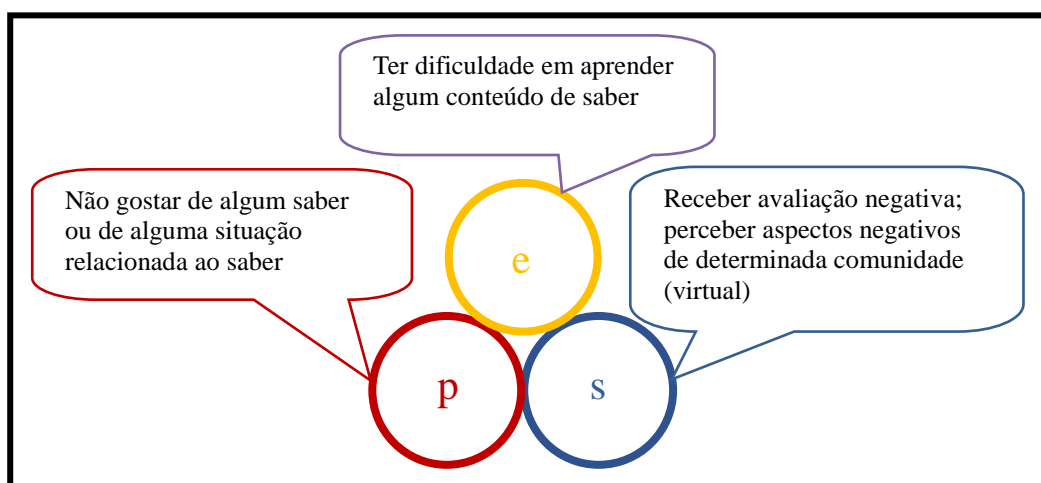 Ter dificuldade em aprender
algum conteúdo de saber
Não gostar de algum saber
ou de alguma situação
relacionada ao saber
Receber avaliação negativa;
perceber aspectos negativos
de determinada comunidade
(virtual)
e
p
s